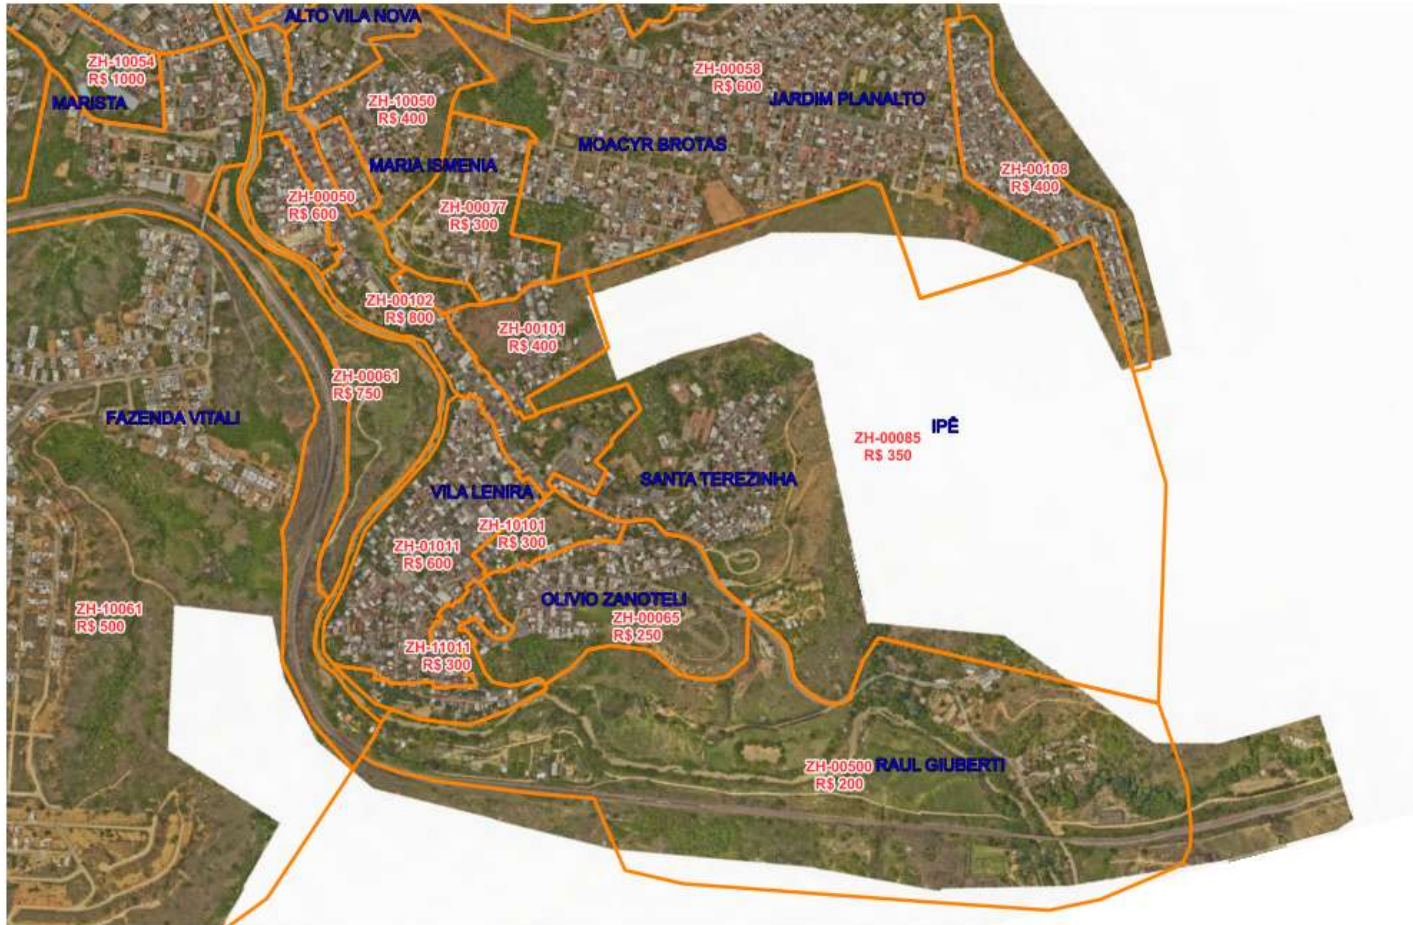 ALTO VILA NOVA
ZH-10054
R$ 1000
MARISTA
ZH-00058
R$ 600
JARDIM PLANALTO
ZH-10050
R$ 400
MOACYR BROTAS
MARIA ISMENIA
ZH-00108
R$ 400
ZH-00050
R$ 600
ZH-00077
R$ 300
ZH-00102
R$ 800
ZH-00101
R$ 400
ZH-00061
R$ 750
FAZENDA VITALI
IPÊ
ZH-00085
R$ 350
SANTA TEREZINHA
VILA LENIRA
ZH-10101
R$ 300
ZH-01011
R$ 600
OLIVIO ZANOTELI
ZH-00065
R$ 250
ZH-10061
R$ 500
ZH-11011
R$ 300
ZH-00500
R$ 200
RAUL GIUBERTI